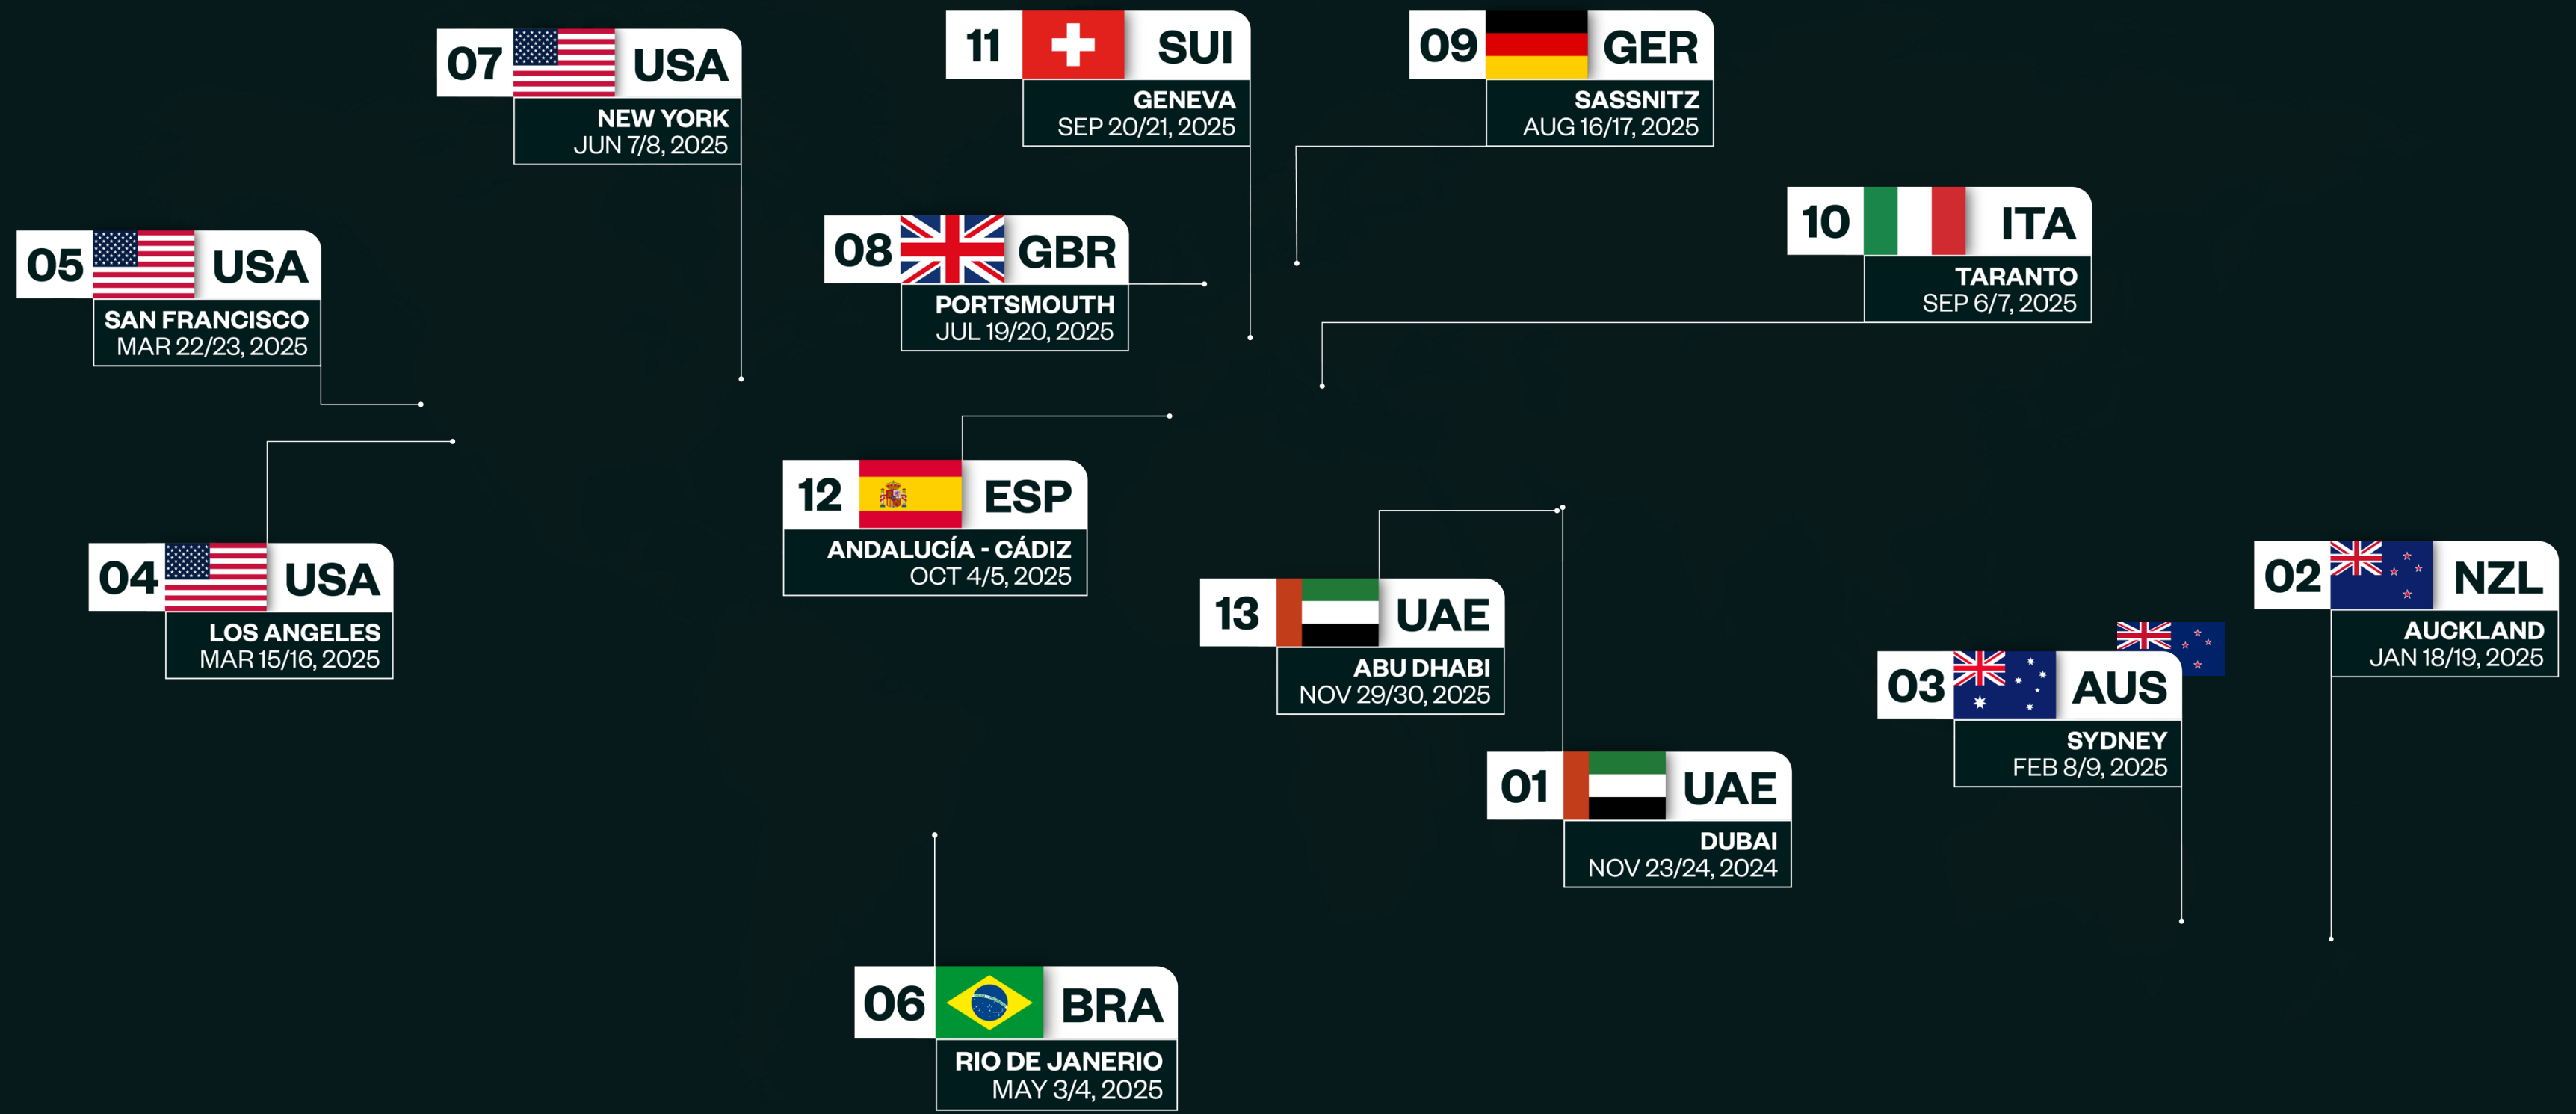 11 SUI
GENEVA
SEP 20/21, 2025
09 GER
SASSNITZ
AUG 16/17, 2025
07 USA
NEW YORK
JUN 7/8, 2025
10 ITA
TARANTO
SEP 6/7, 2025
08 GBR
PORTSMOUTH
JUL 19/20, 2025
05 USA
SAN FRANCISCO
MAR 22/23, 2025
12 ESP
ANDALUCÍA - CÁDIZ
OCT 4/5, 2025
04 USA
LOS ANGELES
MAR 15/16, 2025
02 NZL
AUCKLAND
JAN 18/19, 2025
13 UAE
ABU DHABI
NOV 29/30, 2025
03 AUS
SYDNEY
FEB 8/9, 2025
01 UAE
DUBAI
NOV 23/24, 2024
06 BRA
RIO DE JANERIO
MAY 3/4, 2025